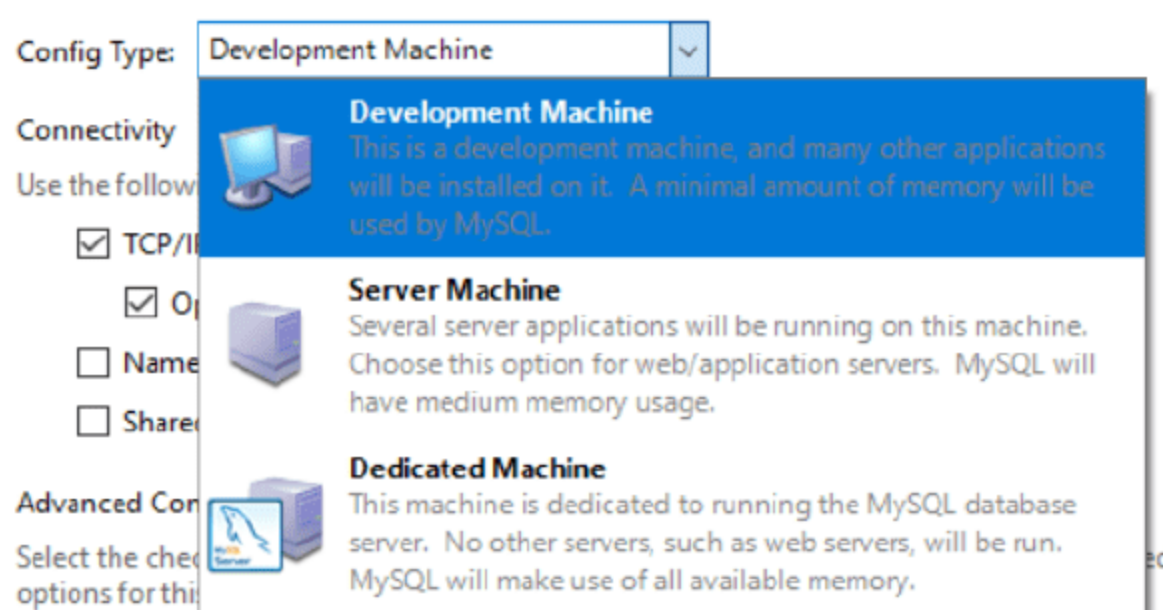 Config Type: Development Machine
Development Machine
This is a development machine, and many other applications
will be installed on it. A minimal amount of memory will be
used by MySQL.
Server Machine
Several server applications will be running on this machine.
Choose this option for web/application servers. MySQL will
have medium memory usage.
Dedicated Machine
This machine is dedicated to running the MySQL database
server. No other servers, such as web servers, will be run.
MySQL will make use of all available memory.
MySQL
Server
Connectivity
Use the follow
TCP/I
Name
Share
Advanced Con
Select the chec
options for thi